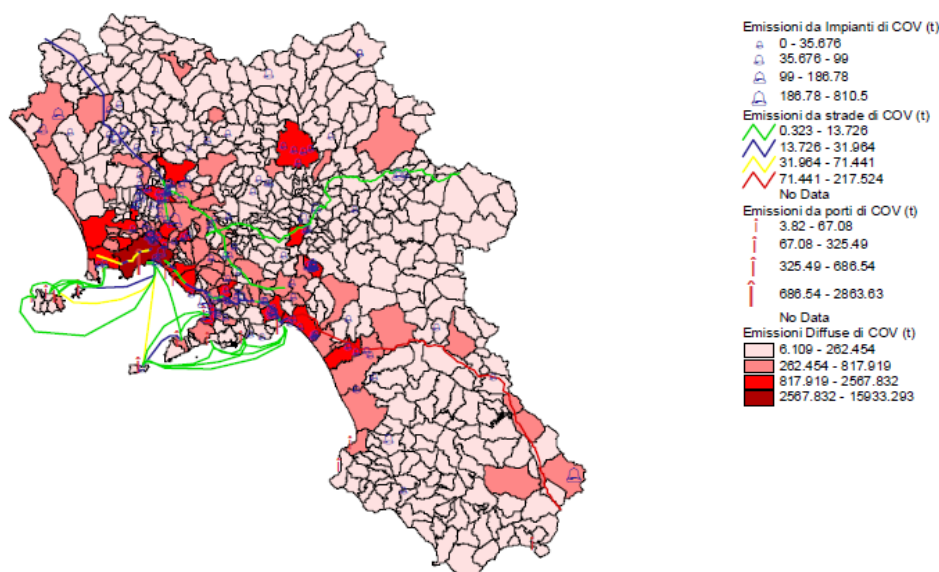 Emissioni da Impianti di COV (t)
0 - 35.676
35.676 - 99
99 - 186.78
186.78 - 810.5
Emissioni da strade di COV (t)
0.323 - 13.726
13.726 - 31.964
31.964 - 71.441
71.441 - 217.524
No Data
Emissioni da porti di COV (t)
3.82 - 67.08
67.08 - 325.49
325.49 - 686.54
686.54 - 2863.63
No Data
Emissioni Diffuse di COV (t)
6.109 - 262.454
262.454 - 817.919
817.919 - 2567.832
2567.832 - 15933.293